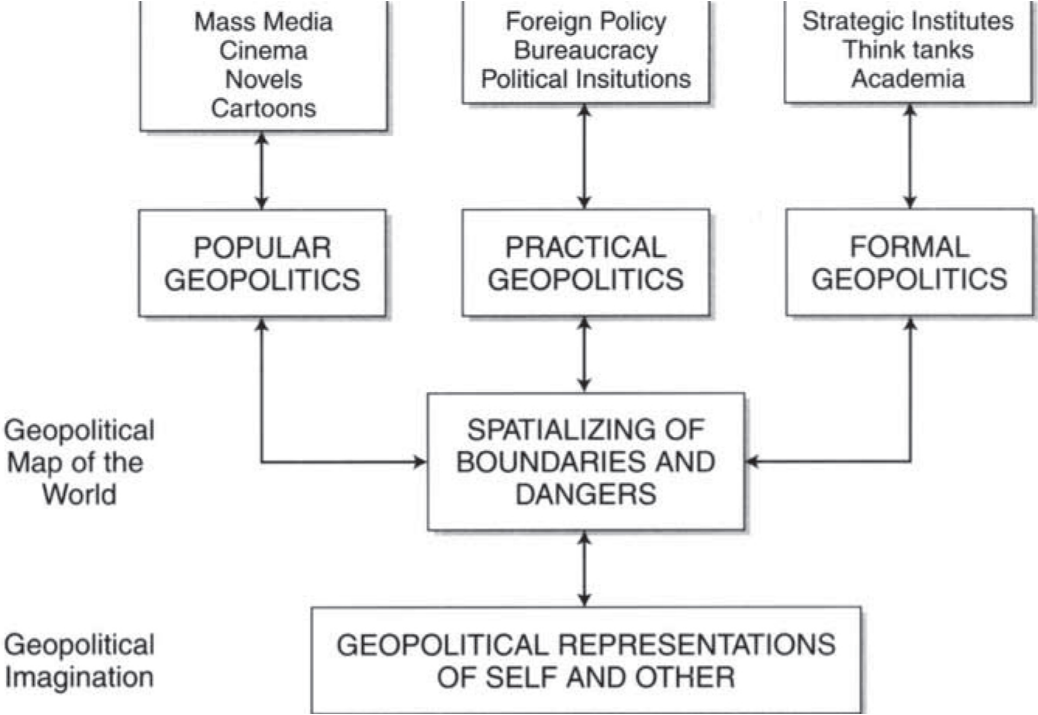 Mass Media
Cinema
Novels
Cartoons
Foreign Policy
Bureaucracy
Political Insitutions
Strategic Institutes
Think tanks
Academia
POPULAR
GEOPOLITICS
PRACTICAL
GEOPOLITICS
FORMAL
GEOPOLITICS
Geopolitical
Map of the
World
SPATIALIZING OF
BOUNDARIES AND
DANGERS
Geopolitical
Imagination
GEOPOLITICAL REPRESENTATIONS
OF SELF AND OTHER